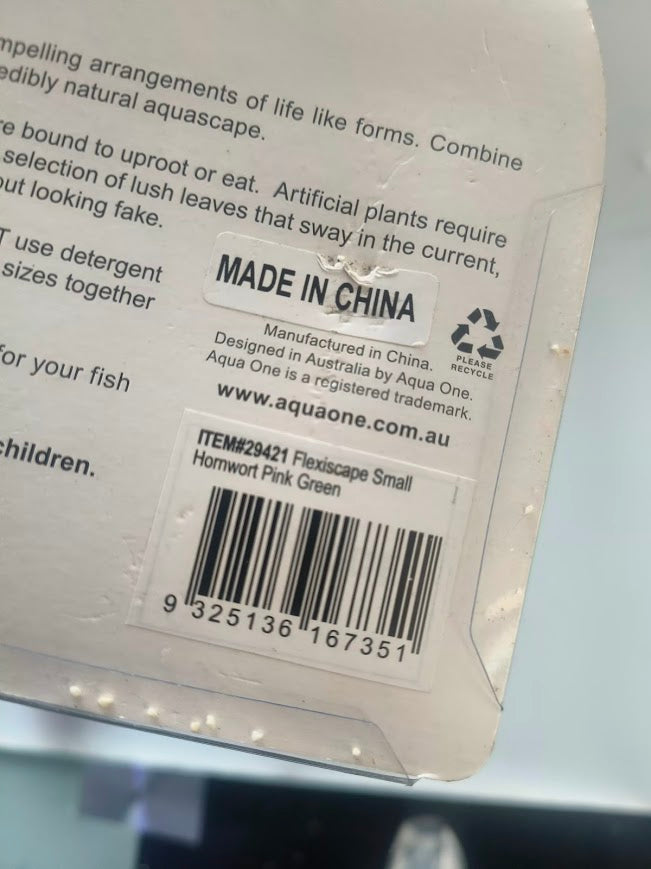 mpelling arrangements of life like forms. Combine
edibly natural aquascape.
re bound to uproot or eat. Artificial plants require
selection of lush leaves that sway in the current,
out looking fake.
T use detergent
sizes together
for your fish
children.
MADE IN CHINA
Manufactured in China.
Designed in Australia by Aqua One.
Aqua One is a registered trademark.
www.aquaone.com.au
PLEASE
RECYCLE
ITEM#29421 Flexiscape Small
Hornwort Pink Green
9 325136 167351